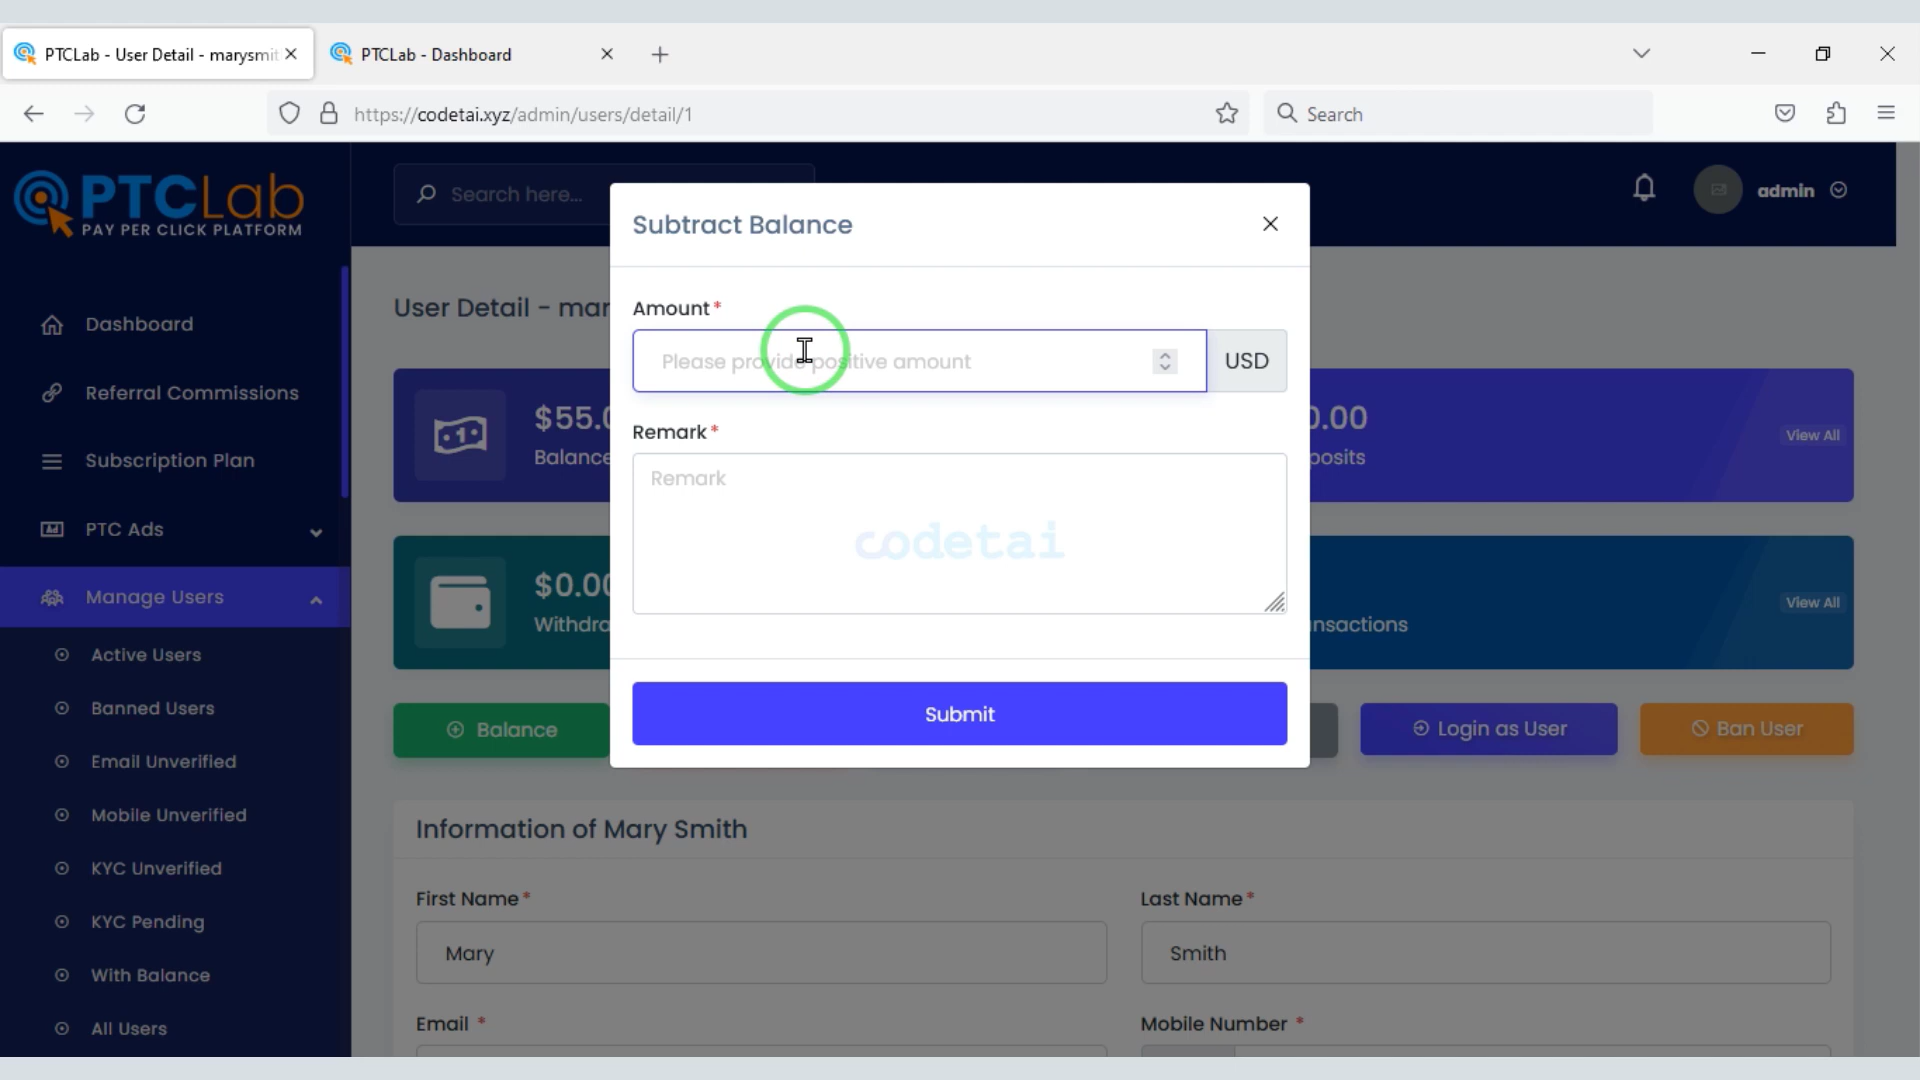 PTCLab - User Detail - marysmit
PTCLab - Dashboard
https://codetai.xyz/admin/users/detail/1
Search
PTCLab
PAY PER CLICK PLATFORM
Search here...
admin
Dashboard
Referral Commissions
Subscription Plan
PTC Ads
Manage Users
Active Users
Banned Users
Email Unverified
Mobile Unverified
KYC Unverified
KYC Pending
With Balance
All Users
User Detail - mar
$55.0
Balance
0.00
posits
View All
$0.00
Withdra
nsactions
View All
Subtract Balance
Amount*
Please provide positive amount
USD
Remark*
Remark
codetai
Submit
Balance
Login as User
Ban User
Information of Mary Smith
First Name*
Last Name*
Mary
Smith
Email *
Mobile Number *